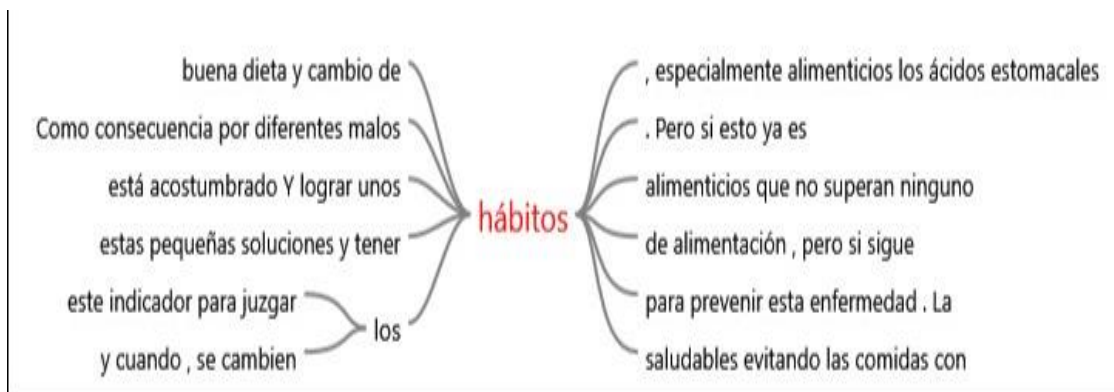 buena dieta y cambio de
Como consecuencia por diferentes malos
está acostumbrado Y lograr unos
estas pequeñas soluciones y tener
este indicador para juzgar
y cuando , se cambien
los
hábitos
, especialmente alimenticios los ácidos estomacales
. Pero si esto ya es
alimenticios que no superan ninguno
de alimentación , pero si sigue
para prevenir esta enfermedad . La
saludables evitando las comidas con